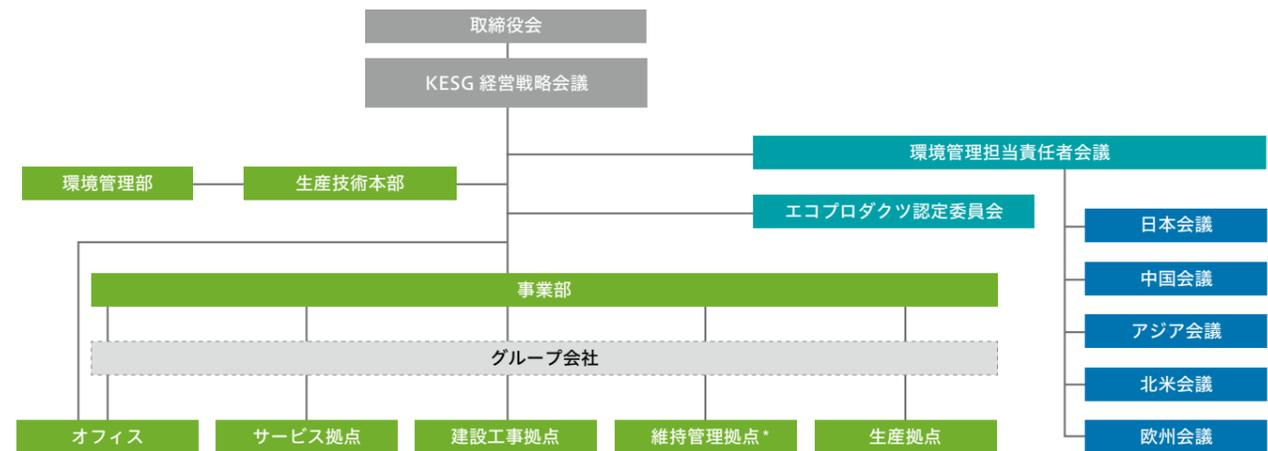 取締役会
KESG 経営戦略会議
環境管理担当責任者会議
環境管理部
生産技術本部
エコプロダクツ認定委員会
日本会議
中国会議
アジア会議
北米会議
欧州会議
事業部
グループ会社
オフィス
サービス拠点
建設工事拠点
維持管理拠点*
生産拠点